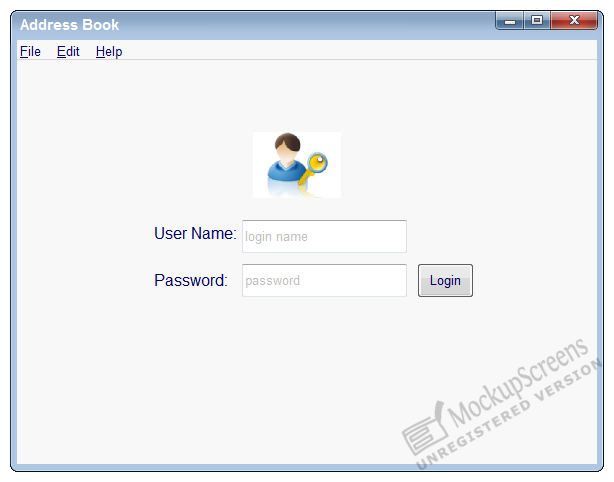 Address Book
File Edit Help
User Name: login name
Password: password Login
MockupScreens
UNREGISTERED VERSION